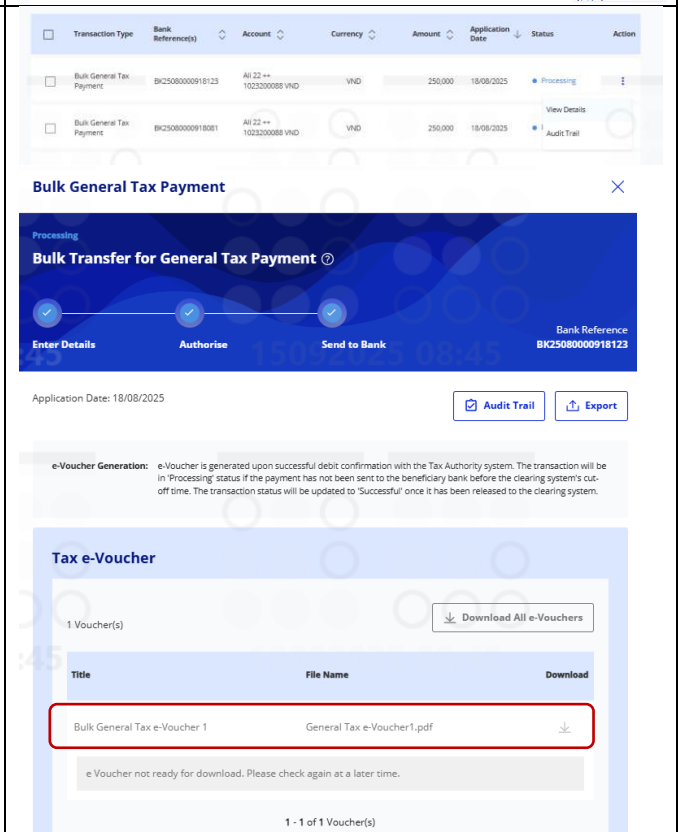 Transaction Type Bank Reference(s) Account Currency Amount Application Date Status Action
Bulk General Tax Payment BK25080000918123 All 22 ↔ 1023200088 VND VND 250,000 18/08/2025 Processing
View Details
Audit Trail
Bulk General Tax Payment BK25080000918081 All 22 ↔ 1023200088 VND VND 250,000 18/08/2025
Bulk General Tax Payment
Processing
Bulk Transfer for General Tax Payment
Enter Details Authorise Send to Bank
Bank Reference
BK25080000918123
:45 15092025 08:45
Application Date: 18/08/2025
Audit Trail Export
e-Voucher Generation: e-Voucher is generated upon successful debit confirmation with the Tax Authority system. The transaction will be
in 'Processing' status if the payment has not been sent to the beneficiary bank before the clearing system's cut-
off time. The transaction status will be updated to 'Successful' once it has been released to the clearing system.
Tax e-Voucher
1 Voucher(s) Download All e-Vouchers
:45
Title File Name Download
Bulk General Tax e-Voucher 1 General Tax e-Voucher1.pdf
e Voucher not ready for download. Please check again at a later time.
1 - 1 of 1 Voucher(s)